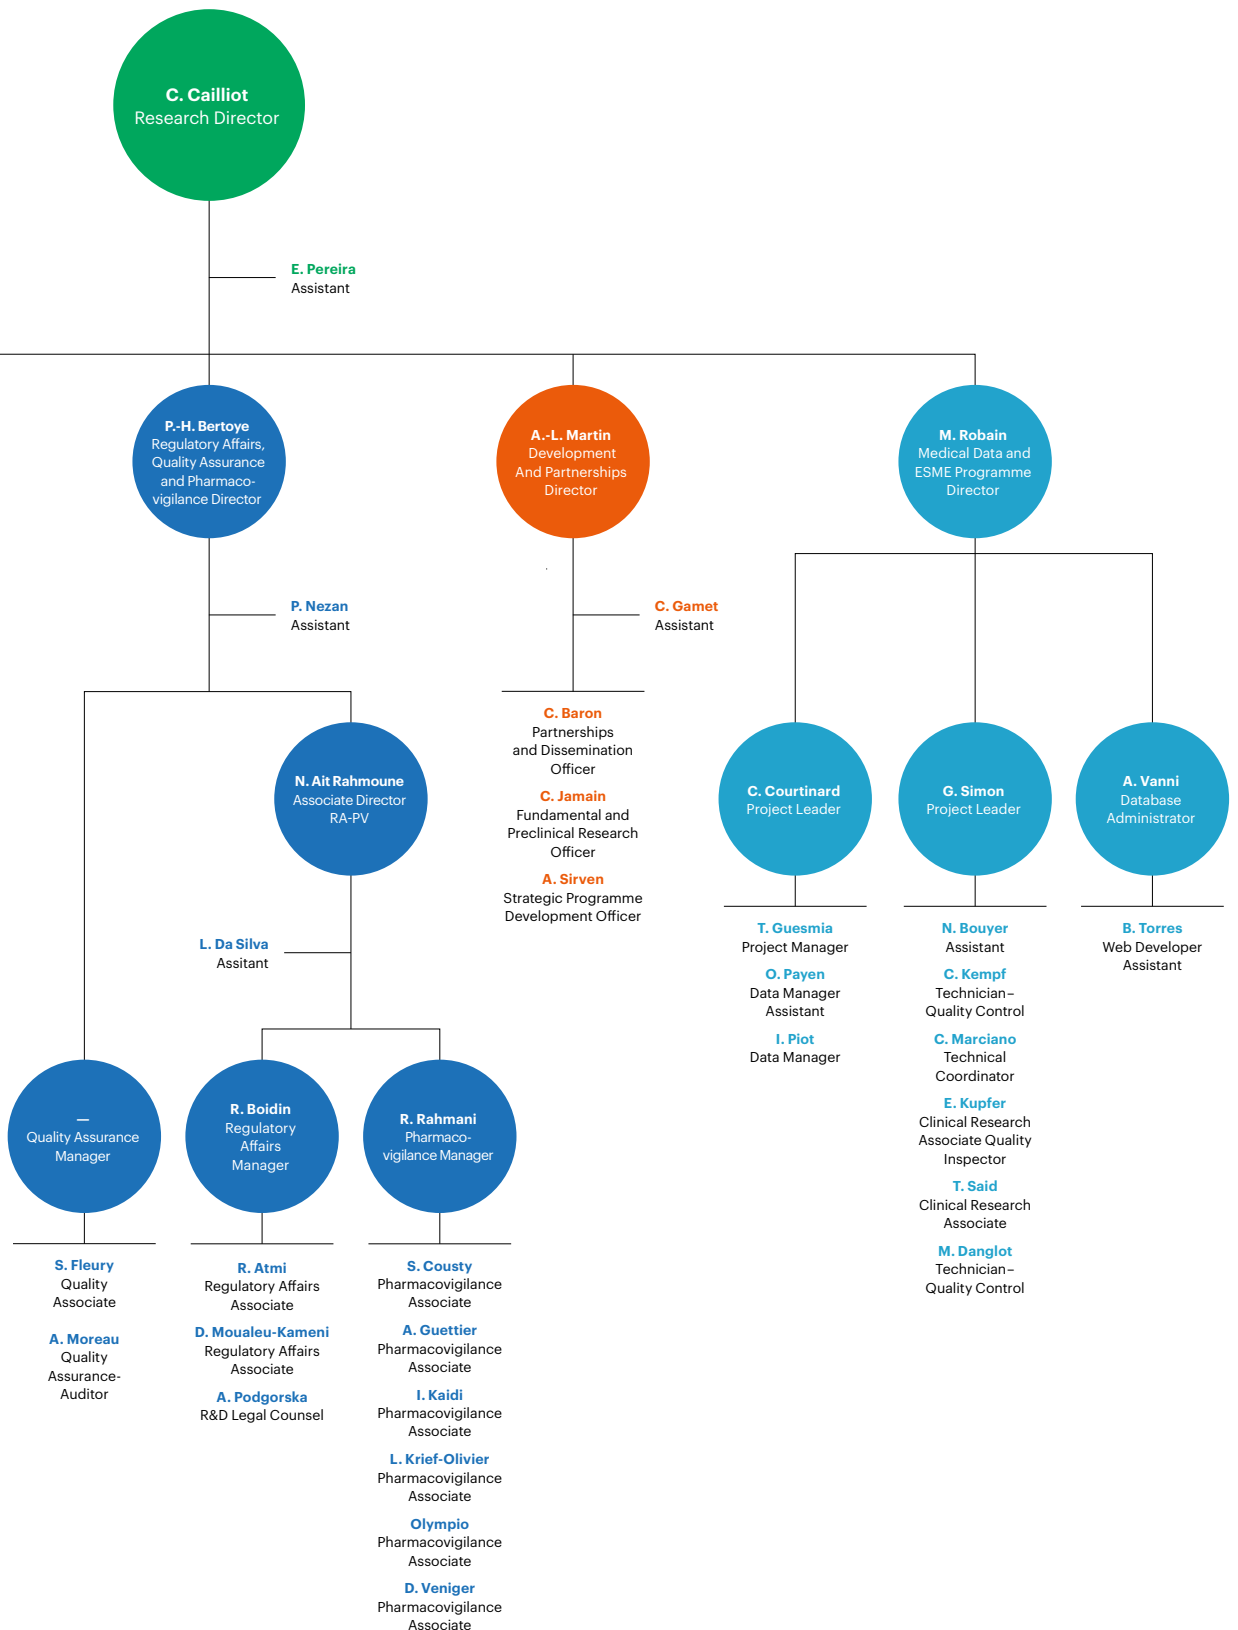 C. Cailliot
Research Director
E. Pereira
Assistant
P.-H. Bertoye
Regulatory Affairs,
Quality Assurance
and Pharmaco-
vigilance Director
A.-L. Martin
Development
And Partnerships
Director
M. Robain
Medical Data and
ESME Programme
Director
P. Nezan
Assistant
C. Gamet
Assistant
C. Baron
Partnerships
and Dissemination
Officer
C. Jamain
Fundamental and
Preclinical Research
Officer
A. Sirven
Strategic Programme
Development Officer
N. Ait Rahmoune
Associate Director
RA-PV
C. Courtinard
Project Leader
G. Simon
Project Leader
A. Vanni
Database
Administrator
L. Da Silva
Assitant
T. Guesmia
Project Manager
O. Payen
Data Manager
Assistant
I. Piot
Data Manager
N. Bouyer
Assistant
C. Kempf
Technician–
Quality Control
C. Marciano
Technical
Coordinator
E. Kupfer
Clinical Research
Associate Quality
Inspector
T. Said
Clinical Research
Associate
M. Danglot
Technician–
Quality Control
B. Torres
Web Developer
Assistant
—
Quality Assurance
Manager
R. Boidin
Regulatory
Affairs
Manager
R. Rahmani
Pharmaco-
vigilance Manager
S. Fleury
Quality
Associate
A. Moreau
Quality
Assurance-
Auditor
R. Atmi
Regulatory Affairs
Associate
D. Moualeu-Kameni
Regulatory Affairs
Associate
A. Podgorska
R&D Legal Counsel
S. Cousty
Pharmacovigilance
Associate
A. Guettier
Pharmacovigilance
Associate
I. Kaidi
Pharmacovigilance
Associate
L. Krief-Olivier
Pharmacovigilance
Associate
Olympio
Pharmacovigilance
Associate
D. Veniger
Pharmacovigilance
Associate